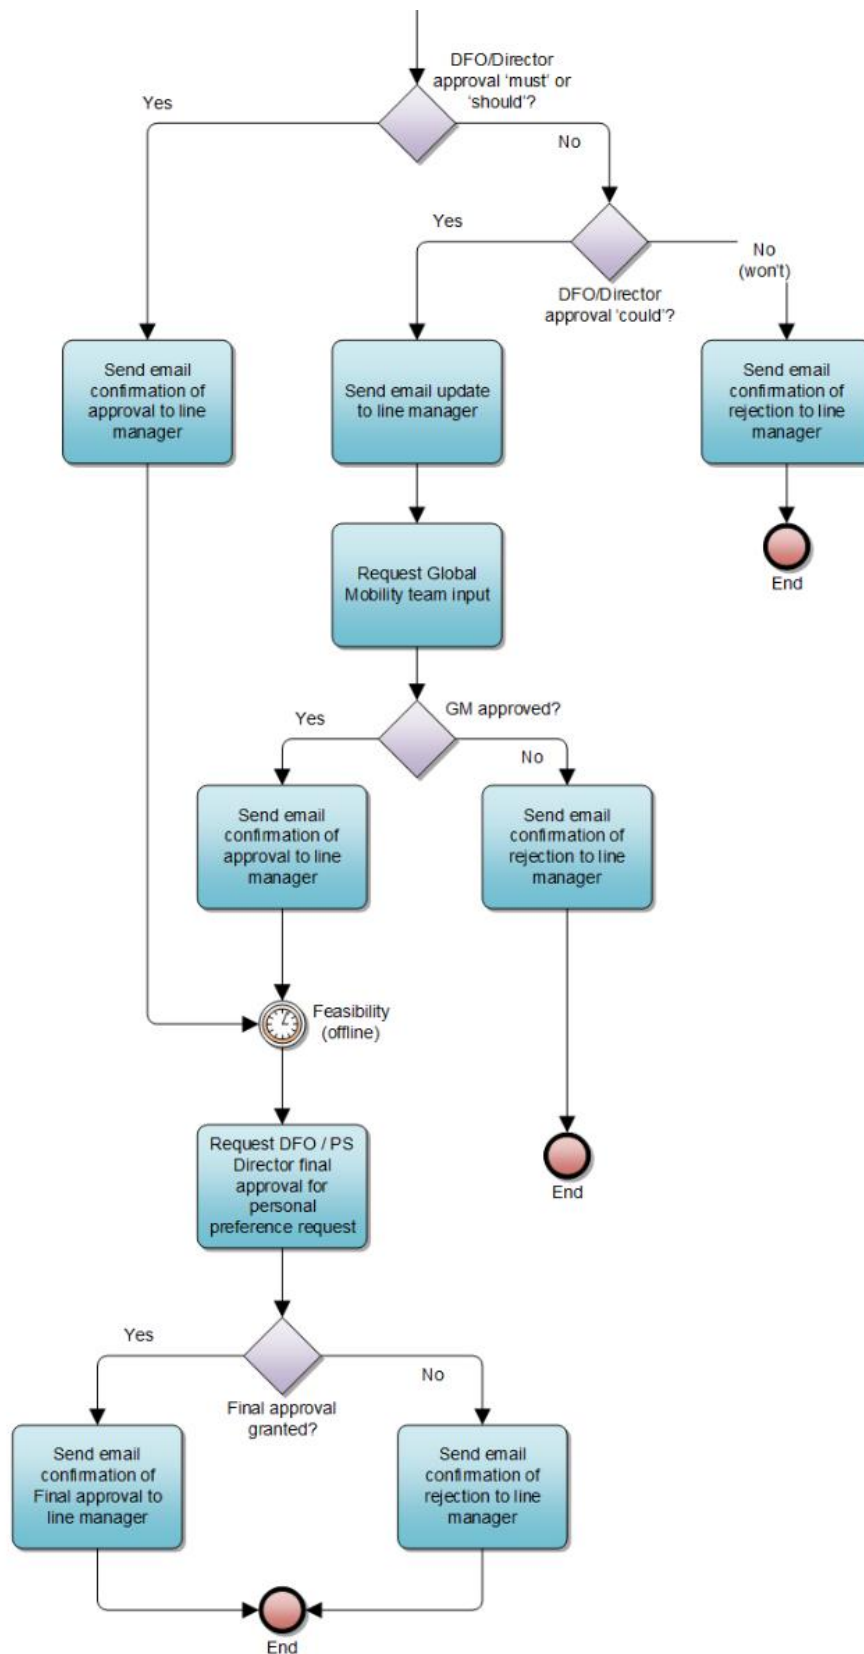 DFO/Director
approval 'must' or
'should'?
Yes
No
Yes
No
(won't)
DFO/Director
approval 'could'?
Send email
confirmation of
approval to line
manager
Send email update
to line manager
Send email
confirmation of
rejection to line
manager
End
Request Global
Mobility team input
GM approved?
Yes
No
Send email
confirmation of
approval to line
manager
Send email
confirmation of
rejection to line
manager
Feasibility
(offline)
Request DFO / PS
Director final
approval for
personal
preference request
End
Yes
No
Final approval
granted?
Send email
confirmation of
Final approval to
line manager
Send email
confirmation of
rejection to line
manager
End